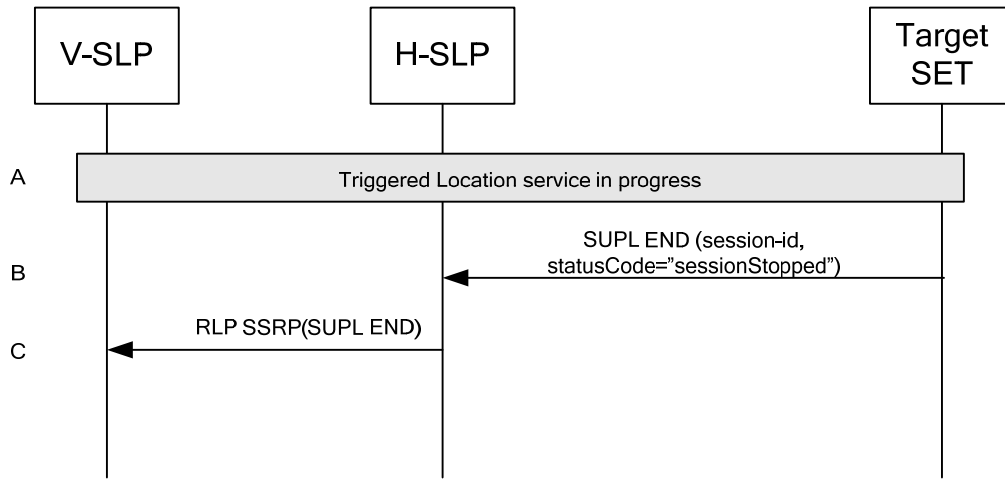 V-SLP
H-SLP
Target
SET
A
Triggered Location service in progress
SUPL END (session-id,
statusCode=”sessionStopped”)
B
RLP SSRP(SUPL END)
C